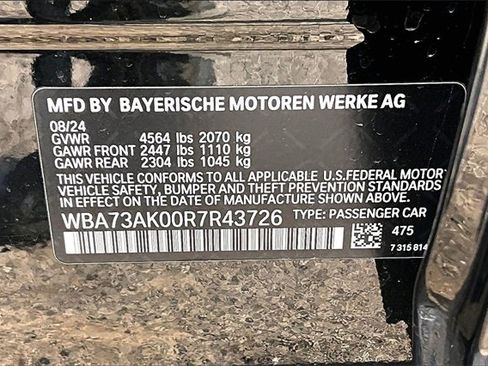 MFD BY BAYERISCHE MOTOREN WERKE AG
08/24
GVWR 4564 lbs 2070 kg
GAWR FRONT 2447 lbs 1110 kg
GAWR REAR 2304 lbs 1045 kg
THIS VEHICLE CONFORMS TO ALL APPLICABLE U.S.FEDERAL MOTOR
VEHICLE SAFETY, BUMPER AND THEFT PREVENTION STANDARDS
IN EFFECT ON THE DATE OF MANUFACTURE SHOWN ABOVE.
WBA73AK00R7R43726 TYPE: PASSENGER CAR
475
7 315 814